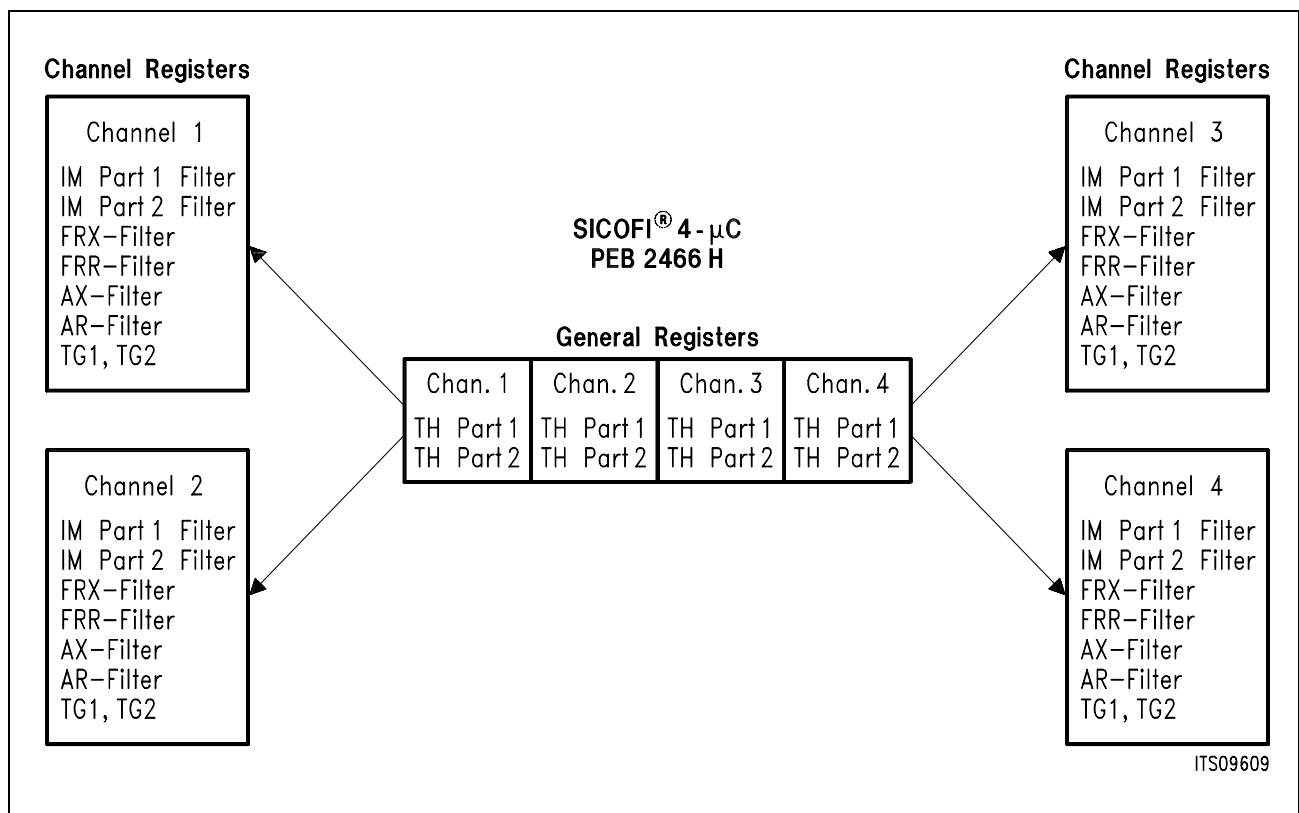 Channel Registers
Channel 1
IM Part 1 Filter
IM Part 2 Filter
FRX-Filter
FRR-Filter
AX-Filter
AR-Filter
TG1, TG2
Channel 2
IM Part 1 Filter
IM Part 2 Filter
FRX-Filter
FRR-Filter
AX-Filter
AR-Filter
TG1, TG2
SICOFI® 4-µC
PEB 2466 H
General Registers
Chan. 1 Chan. 2 Chan. 3 Chan. 4
TH Part 1 TH Part 1 TH Part 1 TH Part 1
TH Part 2 TH Part 2 TH Part 2 TH Part 2
Channel Registers
Channel 3
IM Part 1 Filter
IM Part 2 Filter
FRX-Filter
FRR-Filter
AX-Filter
AR-Filter
TG1, TG2
Channel 4
IM Part 1 Filter
IM Part 2 Filter
FRX-Filter
FRR-Filter
AX-Filter
AR-Filter
TG1, TG2
ITS09609